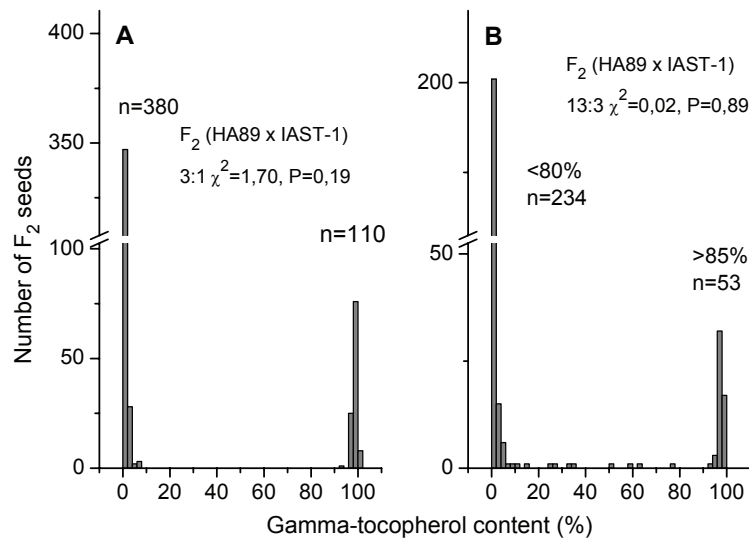 A
n=380
F2 (HA89 x IAST-1)
3:1 χ2=1,70, P=0,19
n=110
400
350
100
50
0
0 20 40 60 80 100
B
F2 (HA89 x IAST-1)
13:3 χ2=0,02, P=0,89
<80%
n=234
>85%
n=53
200
50
0
0 20 40 60 80 100
Number of F2 seeds
Gamma-tocopherol content (%)